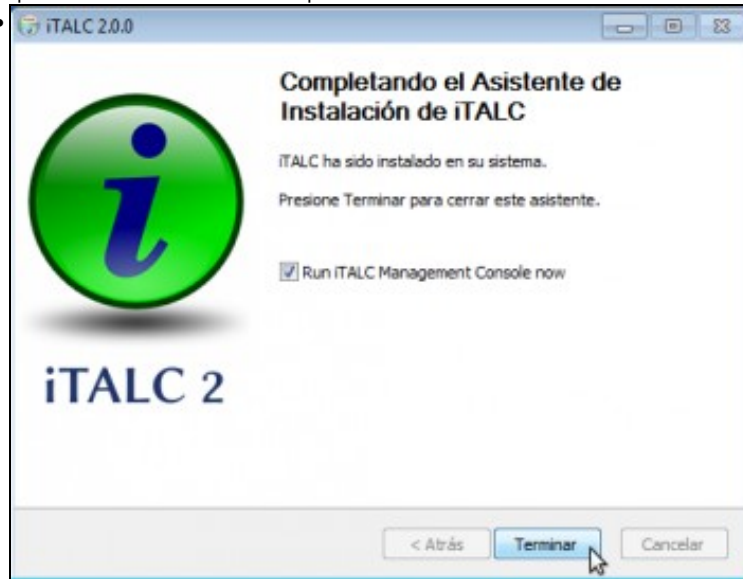 iTALC 2.0.0
Completando el Asistente de
Instalación de iTALC
iTALC ha sido instalado en su sistema.
Presione Terminar para cerrar este asistente.
Run iTALC Management Console now
iTALC 2
< Atrás
Terminar
Cancelar